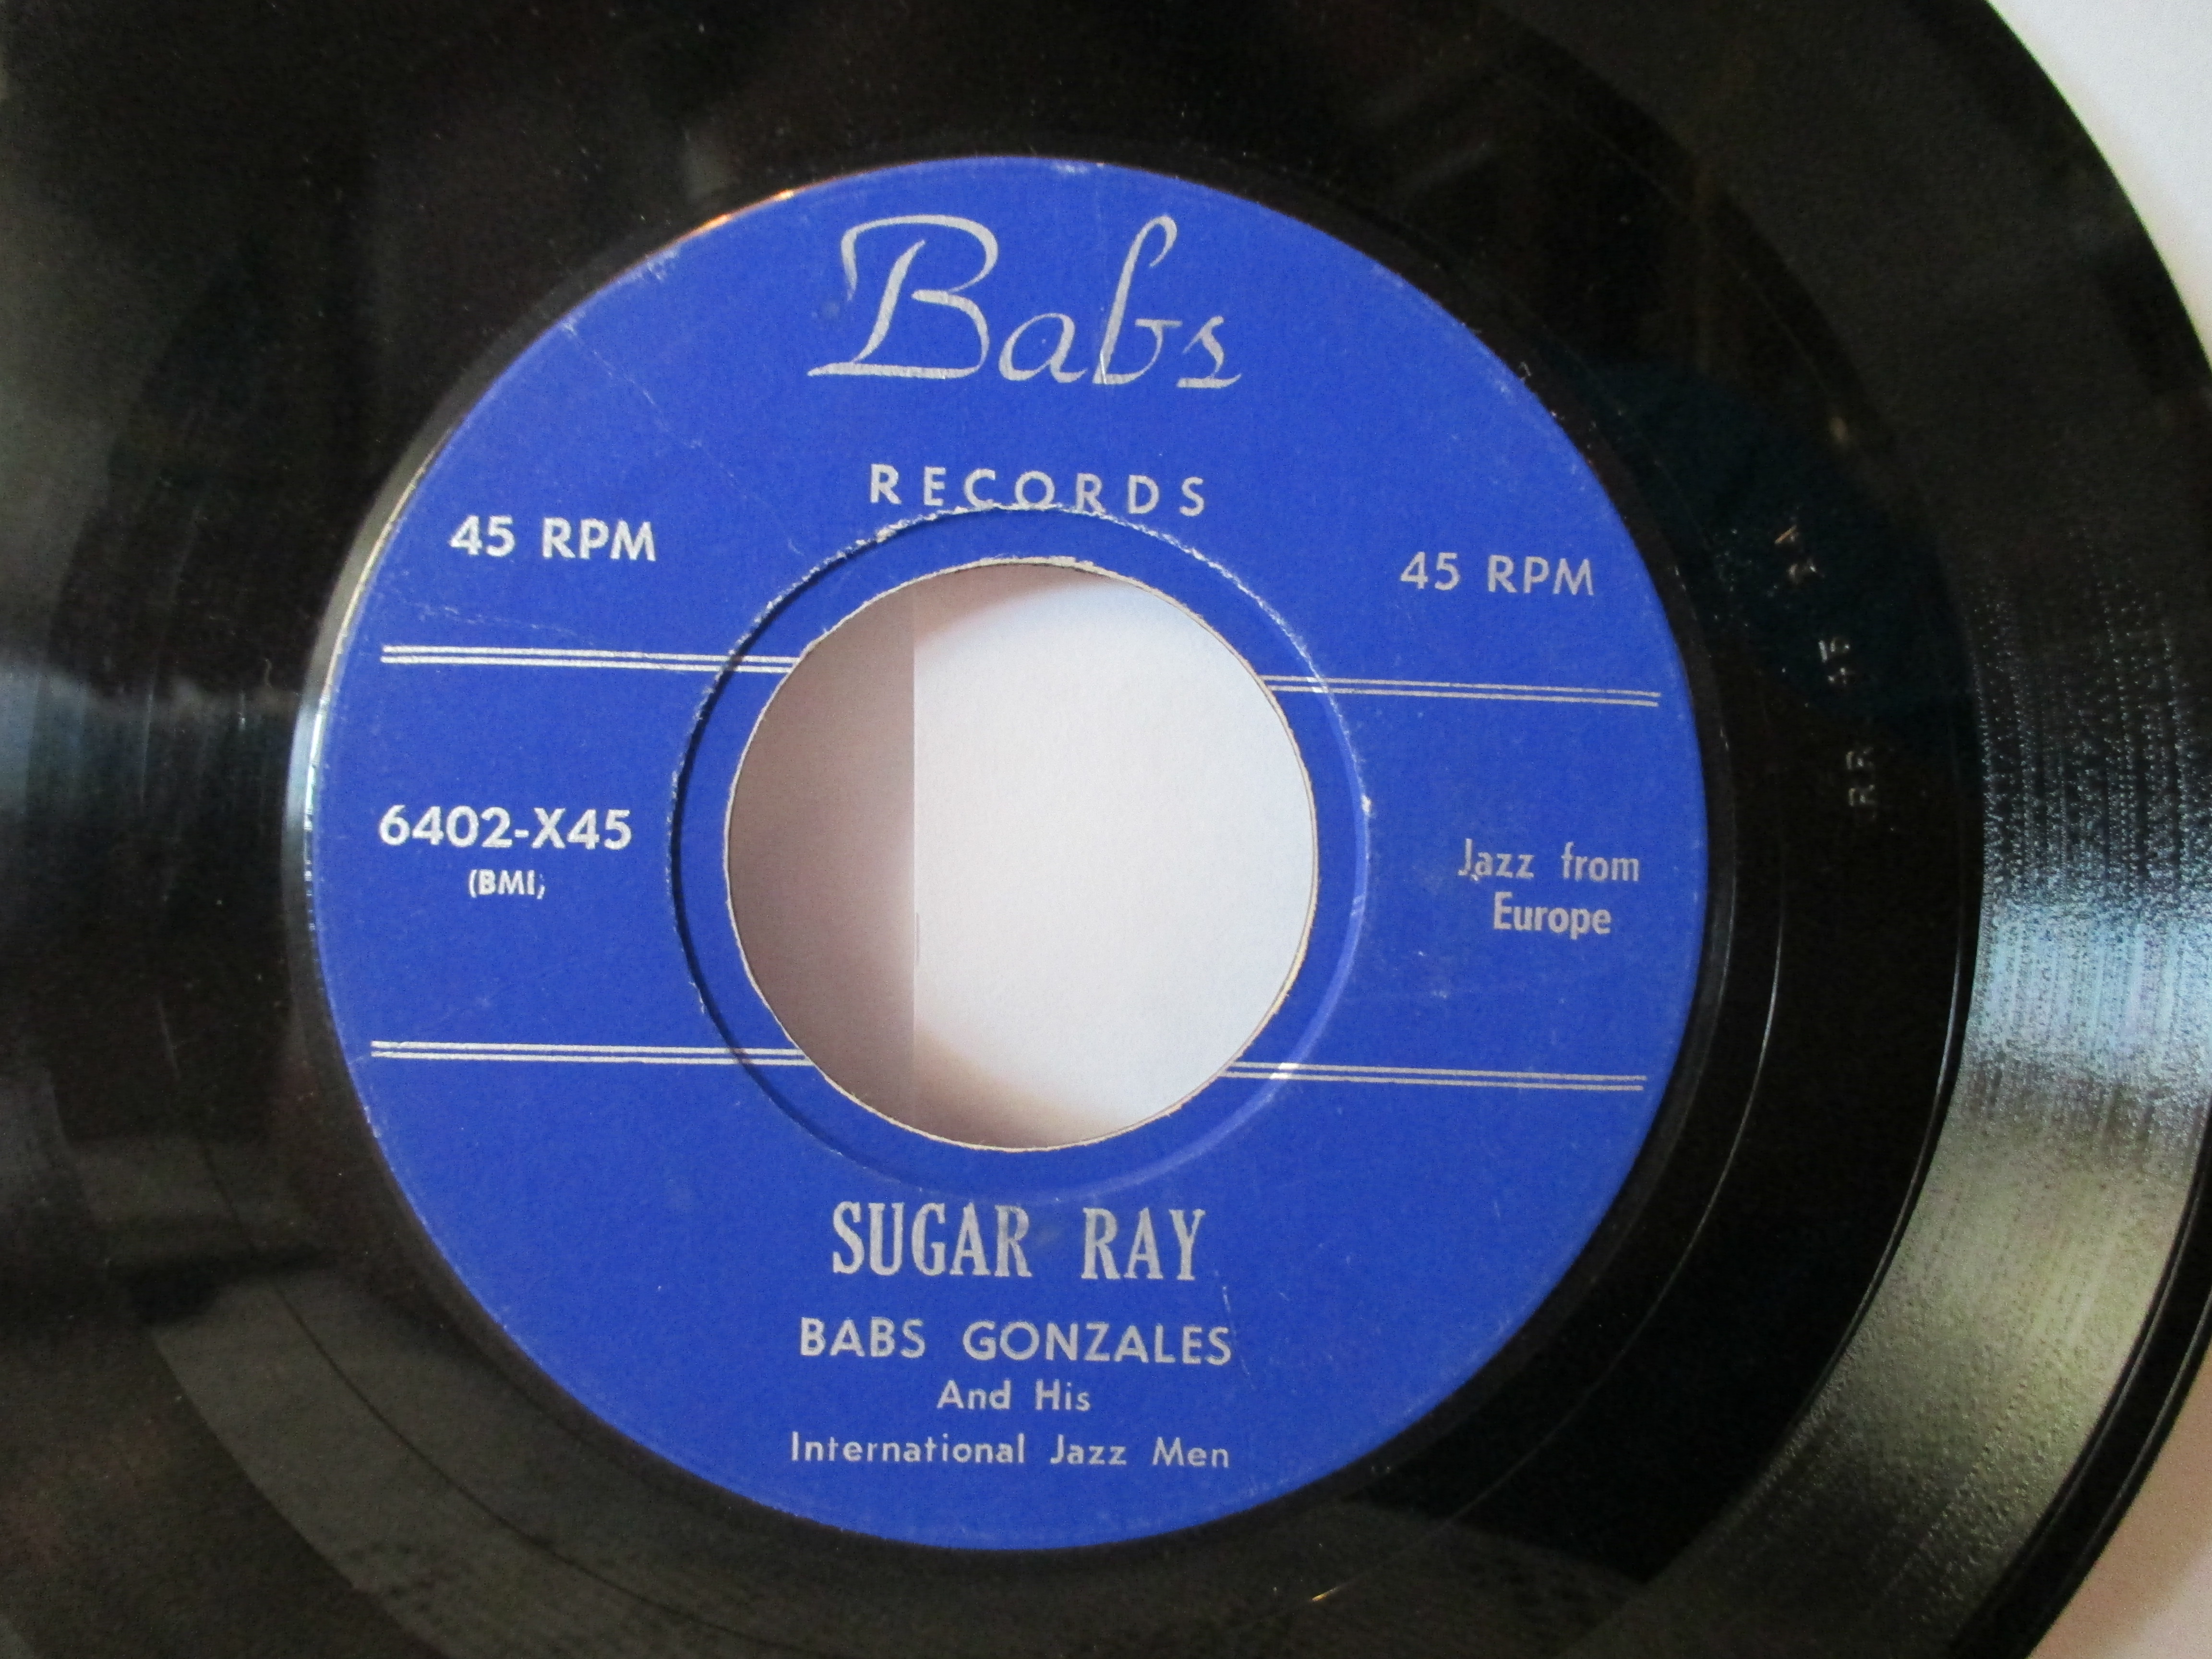 Babs
RECORDS
45 RPM
45 RPM
6402-X45
(BMI)
Jazz from
Europe
SUGAR RAY
BABS GONZALES
And His
International Jazz Men